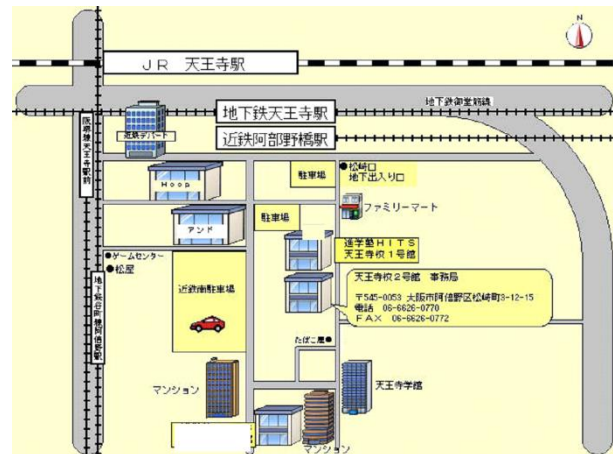 N
JR 天王寺駅
地下鉄御堂筋線
地下鉄天王寺駅
近鉄阿部野橋駅
阪堺線天王寺駅前
近鉄デパート
●松崎口
地下出入り口
Hoop
駐車場
ファミリーマート
駐車場
アンド
進学塾HITS
天王寺校1号館
●ゲームセンター
●松屋
天王寺校2号館 事務局
〒545-0053 大阪市阿倍野区松崎町3-12-15
電話 06-6626-0770
FAX 06-6626-0772
近鉄南駐車場
地下鉄谷町線阿倍野駅
たばこ屋●
マンション
天王寺学館
マンション